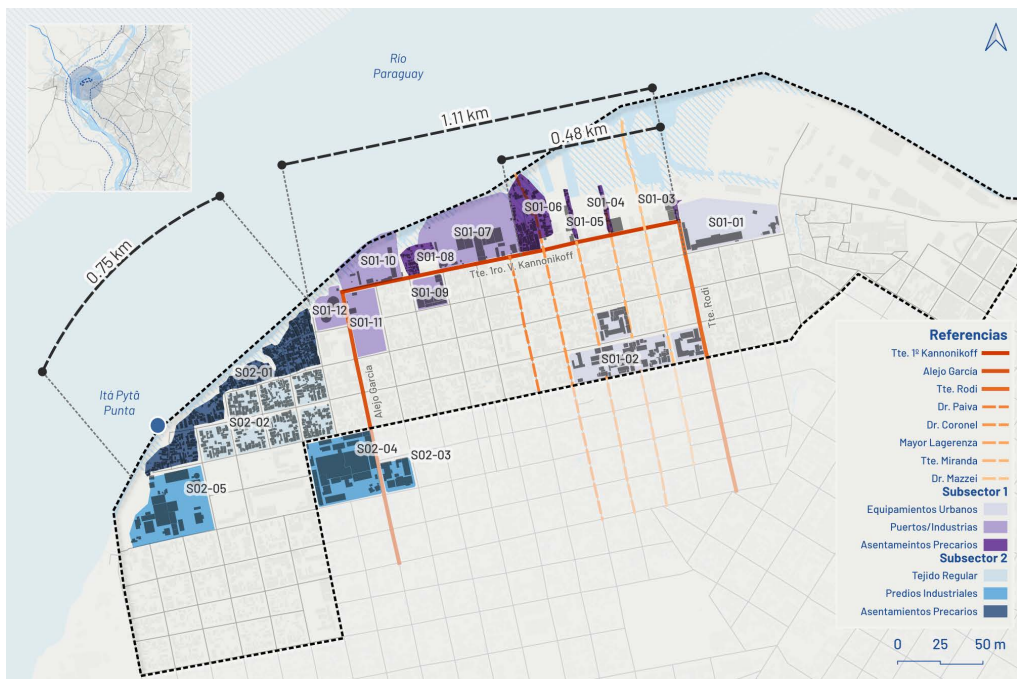 Río
Paraguay
1.11 km
0.48 km
0.75 km
S01-06
S01-04
S01-03
S01-05
S01-01
S01-07
S01-08
S01-10
Tte. 1ro. V. Kannonikoff
S01-09
S01-12
S01-11
Tte. Rodi
S01-02
S02-01
Alejo García
Itá Pytã
Punta
S02-02
S02-04
S02-03
S02-05
Referencias
Tte. 1º Kannonikoff
Alejo García
Tte. Rodi
Dr. Paiva
Dr. Coronel
Mayor Lagerenza
Tte. Miranda
Dr. Mazzei
Subsector 1
Equipamientos Urbanos
Puertos/Industrias
Asentameintos Precarios
Subsector 2
Tejido Regular
Predios Industriales
Asentamientos Precarios
0 25 50 m